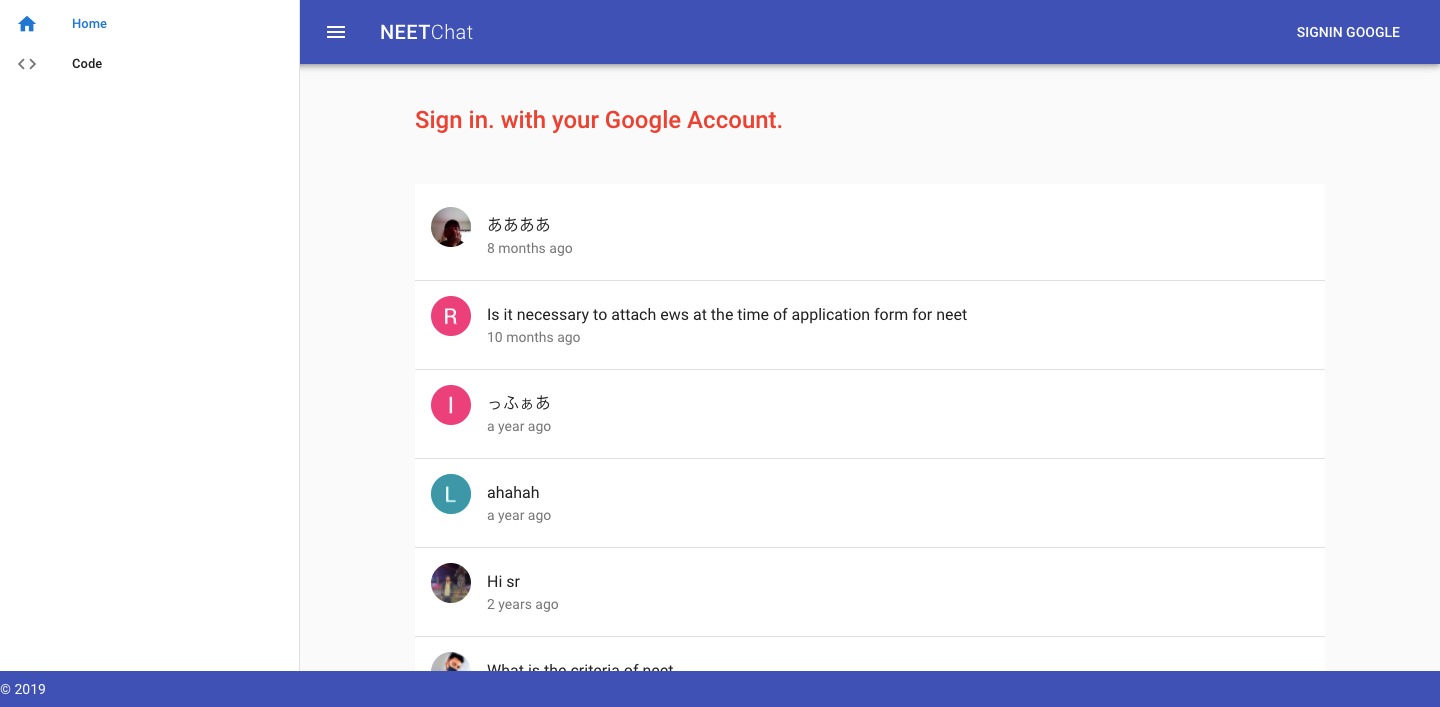 Home
Code
NEETChat
SIGNIN GOOGLE
Sign in. with your Google Account.
ああああ
8 months ago
R
Is it necessary to attach ews at the time of application form for neet
10 months ago
I
っふぁあ
a year ago
L
ahahah
a year ago
Hi sr
2 years ago
What is the criteria of neet
© 2019